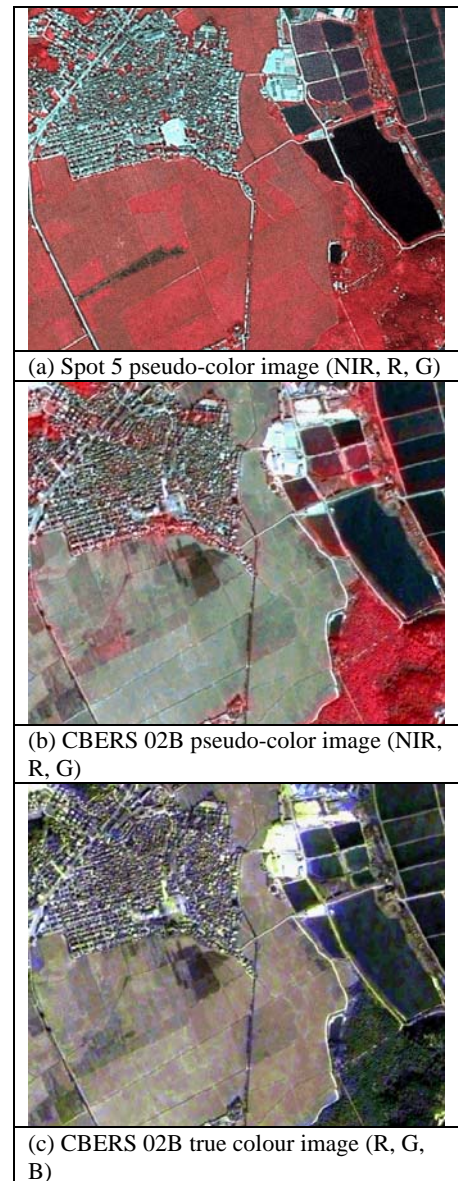 (a) Spot 5 pseudo-color image (NIR, R, G)
(b) CBERS 02B pseudo-color image (NIR,
R, G)
(c) CBERS 02B true colour image (R, G,
B)